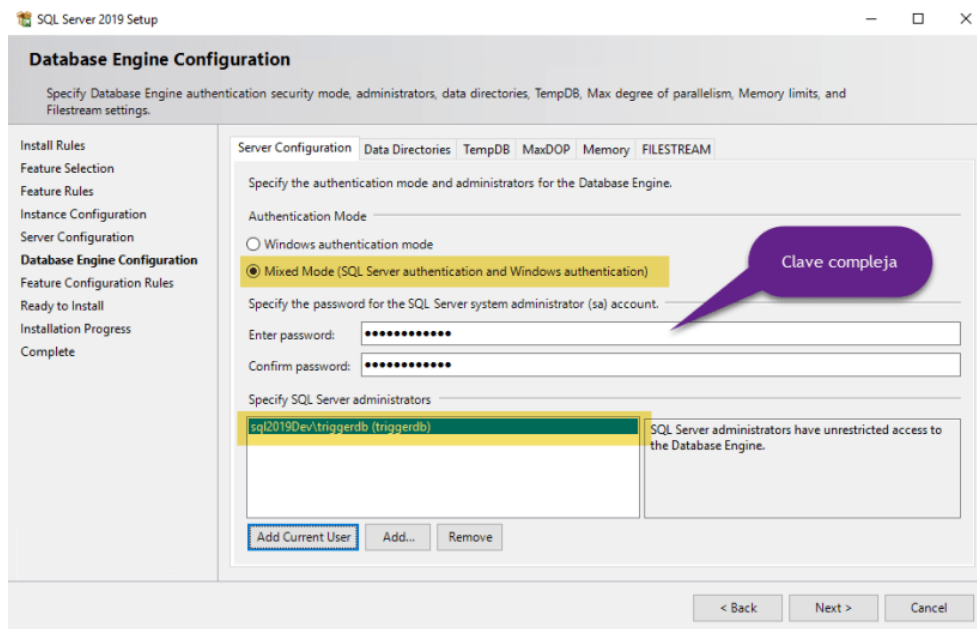 SQL Server 2019 Setup
Database Engine Configuration
Specify Database Engine authentication security mode, administrators, data directories, TempDB, Max degree of parallelism, Memory limits, and
Filestream settings.
Install Rules
Feature Selection
Feature Rules
Instance Configuration
Server Configuration
Database Engine Configuration
Feature Configuration Rules
Ready to Install
Installation Progress
Complete
Server Configuration Data Directories TempDB MaxDOP Memory FILESTREAM
Specify the authentication mode and administrators for the Database Engine.
Authentication Mode
Windows authentication mode
Mixed Mode (SQL Server authentication and Windows authentication)
Clave compleja
Specify the password for the SQL Server system administrator (sa) account.
Enter password: ●●●●●●●●●●●●
Confirm password: ●●●●●●●●●●●●
Specify SQL Server administrators
sql2019Dev\triggerdb (triggerdb)
SQL Server administrators have unrestricted access to
the Database Engine.
Add Current User Add... Remove
< Back Next > Cancel